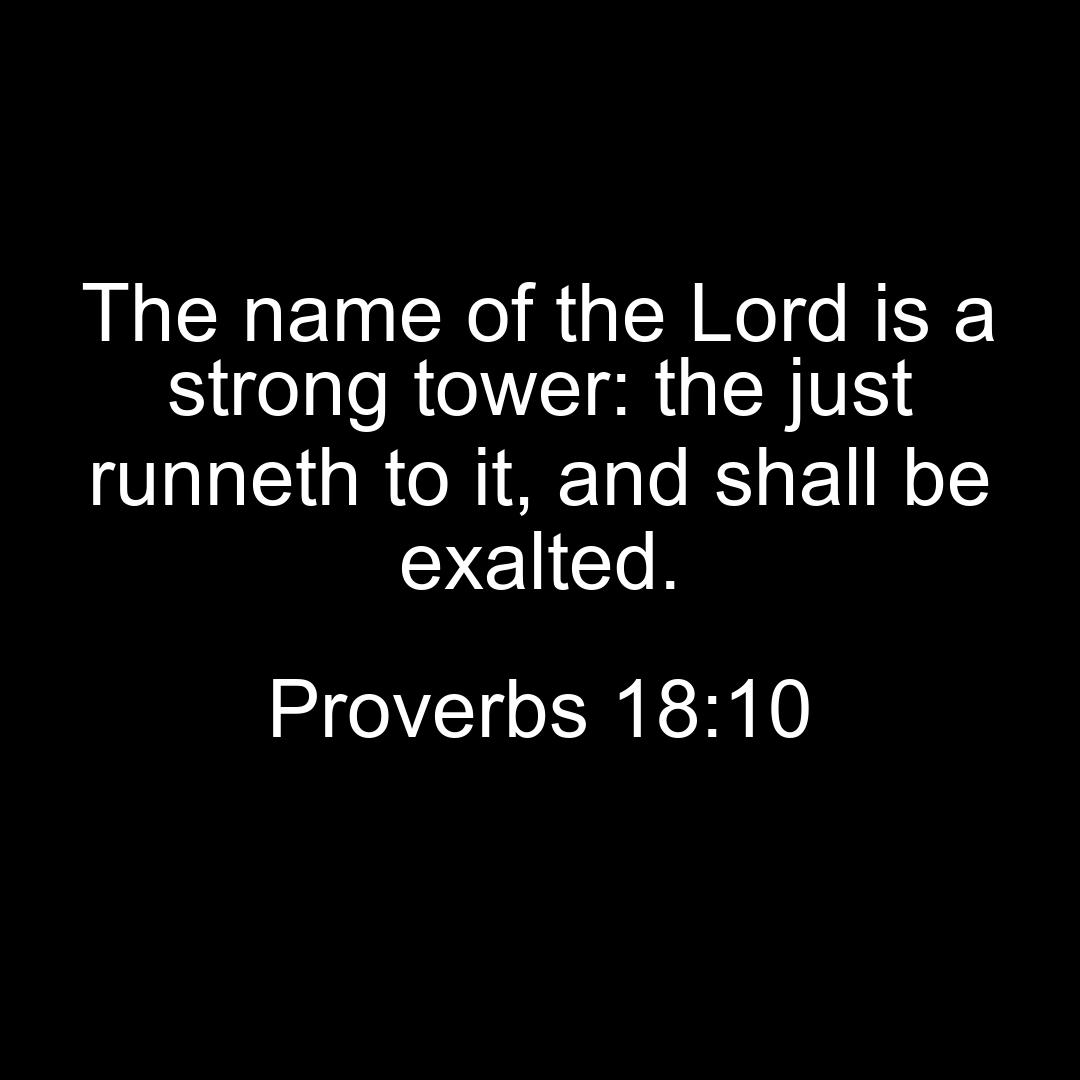 The name of the Lord is a
strong tower: the just
runneth to it, and shall be
exalted.
Proverbs 18:10